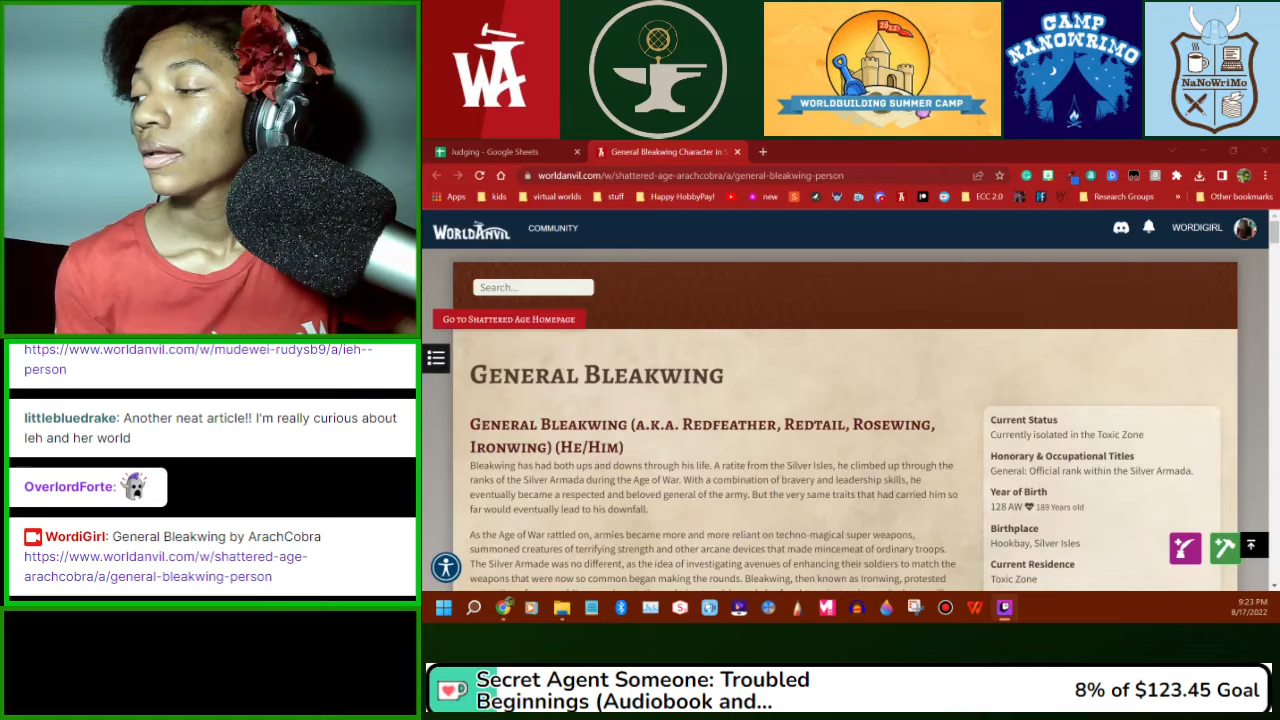 WA
2022
WORLDBUILDING SUMMER CAMP
CAMP
NANOWRIMO
NaNoWriMo
Judging - Google Sheets
General Bleakwing Character in S
worldanvil.com/w/shattered-age-arachcobra/a/general-bleakwing-person
Apps
kids
virtual worlds
stuff
Happy HobbyPay!
new
ECC 2.0
Research Groups
»
Other bookmarks
WORLDANVIL
COMMUNITY
WORDIGIRL
Search...
GO TO SHATTERED AGE HOMEPAGE
GENERAL BLEAKWING
GENERAL BLEAKWING (A.K.A. REDFEATHER, REDTAIL, ROSEWING,
IRONWING) (HE/HIM)
Bleakwing has had both ups and downs through his life. A ratite from the Silver Isles, he climbed up through the
ranks of the Silver Armada during the Age of War. With a combination of bravery and leadership skills, he
eventually became a respected and beloved general of the army. But the very same traits that had carried him so
far would eventually lead to his downfall.
As the Age of War rattled on, armies became more and more reliant on techno-magical super weapons,
summoned creatures of terrifying strength and other arcane devices that made mincemeat of ordinary troops.
The Silver Armade was no different, as the idea of investigating avenues of enhancing their soldiers to match the
weapons that were now so common began making the rounds. Bleakwing, then known as Ironwing, protested
Current Status
Currently isolated in the Toxic Zone
Honorary & Occupational Titles
General: Official rank within the Silver Armada.
Year of Birth
128 AW 189 Years old
Birthplace
Hookbay, Silver Isles
Current Residence
Toxic Zone
9:23 PM
8/17/2022
https://www.worldanvil.com/w/mudewei-rudysb9/a/ieh--
person
littlebluedrake: Another neat article!! I'm really curious about
Ieh and her world
OverlordForte:
WordiGirl: General Bleakwing by ArachCobra
https://www.worldanvil.com/w/shattered-age-
arachcobra/a/general-bleakwing-person
Secret Agent Someone: Troubled
Beginnings (Audiobook and...
8% of $123.45 Goal